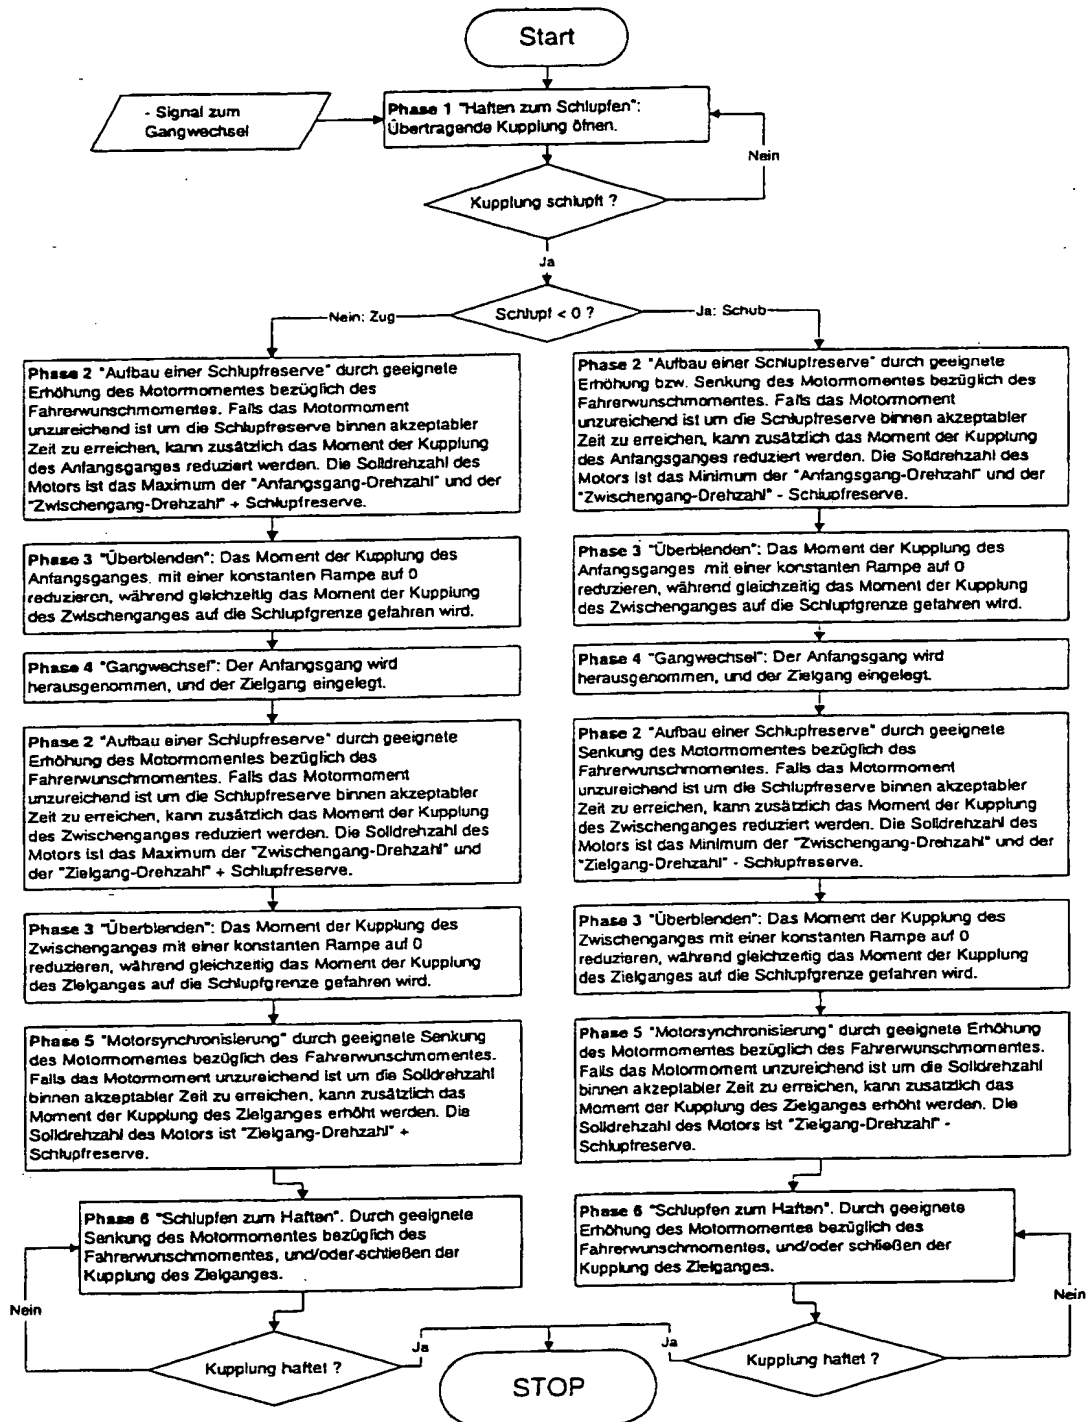 Start
- Signal zum
Gangwechsel
Phase 1 "Haften zum Schlupfen":
Übertragende Kupplung öfnen.
Nein
Kupplung schlupft ?
Ja
Schlupf < 0 ?
Nein: Zug
Ja: Schub
Phase 2 "Aufbau einer Schlupfreserve" durch geeignete
Erhöhung des Motormomentes bezüglich des
Fahrerwunschmomentes. Falls das Motormoment
unzureichend ist um die Schlupfreserve binnen akzeptabler
Zeit zu erreichen, kann zusätzlich das Moment der Kupplung
des Anfangsganges reduziert werden. Die Solldrehzahl des
Motors ist das Maximum der "Anfangsgang-Drehzahl" und der
"Zwischengang-Drehzahl" + Schlupfreserve.
Phase 3 "Überblenden": Das Moment der Kupplung des
Anfangsganges. mit einer konstanten Rampe auf 0
reduzieren, während gleichzeitig das Moment der Kupplung
des Zwischenganges auf die Schlupfgrenze gefahren wird.
Phase 4 "Gangwechsel": Der Anfangsgang wird
herausgenommen, und der Zielgang eingelegt.
Phase 2 "Aufbau einer Schlupfreserve" durch geeignete
Erhöhung des Motormomentes bezüglich des
Fahrerwunschmomentes. Falls das Motormoment
unzureichend ist um die Schlupfreserve binnen akzeptabler
Zeit zu erreichen, kann zusätzlich das Moment der Kupplung
des Zwischenganges reduziert werden. Die Solldrehzahl des
Motors ist das Maximum der "Zwischengang-Drehzahl" und
der "Zielgang-Drehzahl" + Schlupfreserve.
Phase 3 "Überblenden": Das Moment der Kupplung des
Zwischenganges mit einer konstanten Rampe auf 0
reduzieren, während gleichzeitig das Moment der Kupplung
des Zielganges auf die Schlupfgrenze gefahren wird.
Phase 5 "Motorsynchronisierung" durch geeignete Senkung
des Motormomentes bezüglich des Fahrerwunschmomentes.
Falls das Motormoment unzureichend ist um die Solldrehzahl
binnen akzeptabler Zeit zu erreichen, kann zusätzlich das
Moment der Kupplung des Zielganges erhöht werden. Die
Solldrehzahl des Motors ist "Zielgang-Drehzahl" +
Schlupfreserve.
Phase 6 "Schlupfen zum Haften". Durch geeignete
Senkung des Motormomentes bezüglich des
Fahrerwunschmomentes, und/oder schließen der
Kupplung des Zielganges.
Nein
Kupplung haftet ?
Ja
Phase 2 "Aufbau einer Schlupfreserve" durch geeignete
Erhöhung bzw. Senkung des Motormomentes bezüglich des
Fahrerwunschmomentes. Falls das Motormoment
unzureichend ist um die Schlupfreserve binnen akzeptabler
Zeit zu erreichen, kann zusätzlich das Moment der Kupplung
des Anfangsganges reduziert werden. Die Solldrehzahl des
Motors ist das Minimum der "Anfangsgang-Drehzahl" und der
"Zwischengang-Drehzahl" - Schlupfreserve.
Phase 3 "Überblenden": Das Moment der Kupplung des
Anfangsganges mit einer konstanten Rampe auf 0
reduzieren, während gleichzeitig das Moment der Kupplung
des Zwischenganges auf die Schlupfgrenze gefahren wird.
Phase 4 "Gangwechsel": Der Anfangsgang wird
herausgenommen, und der Zielgang eingelegt.
Phase 2 "Aufbau einer Schlupfreserve" durch geeignete
Senkung des Motormomentes bezüglich des
Fahrerwunschmomentes. Falls das Motormoment
unzureichend ist um die Schlupfreserve binnen akzeptabler
Zeit zu erreichen, kann zusätzlich das Moment der Kupplung
des Zwischenganges reduziert werden. Die Solldrehzahl des
Motors ist das Minimum der "Zwischengang-Drehzahl" und der
"Zielgang-Drehzahl" - Schlupfreserve.
Phase 3 "Überblenden": Das Moment der Kupplung des
Zwischenganges mit einer konstanten Rampe auf 0
reduzieren, während gleichzeitig das Moment der Kupplung
des Zielganges auf die Schlupfgrenze gefahren wird.
Phase 5 "Motorsynchronisierung" durch geeignete Erhöhung
des Motormomentes bezüglich des Fahrerwunschmomentes.
Falls das Motormoment unzureichend ist um die Solldrehzahl
binnen akzeptabler Zeit zu erreichen, kann zusätzlich das
Moment der Kupplung des Zielganges erhöht werden. Die
Solldrehzahl des Motors ist "Zielgang-Drehzahl" -
Schlupfreserve.
Phase 6 "Schlupfen zum Haften". Durch geeignete
Erhöhung des Motormomentes bezüglich des
Fahrerwunschmomentes, und/oder schließen der
Kupplung des Zielganges.
Nein
Kupplung haftet ?
Ja
STOP